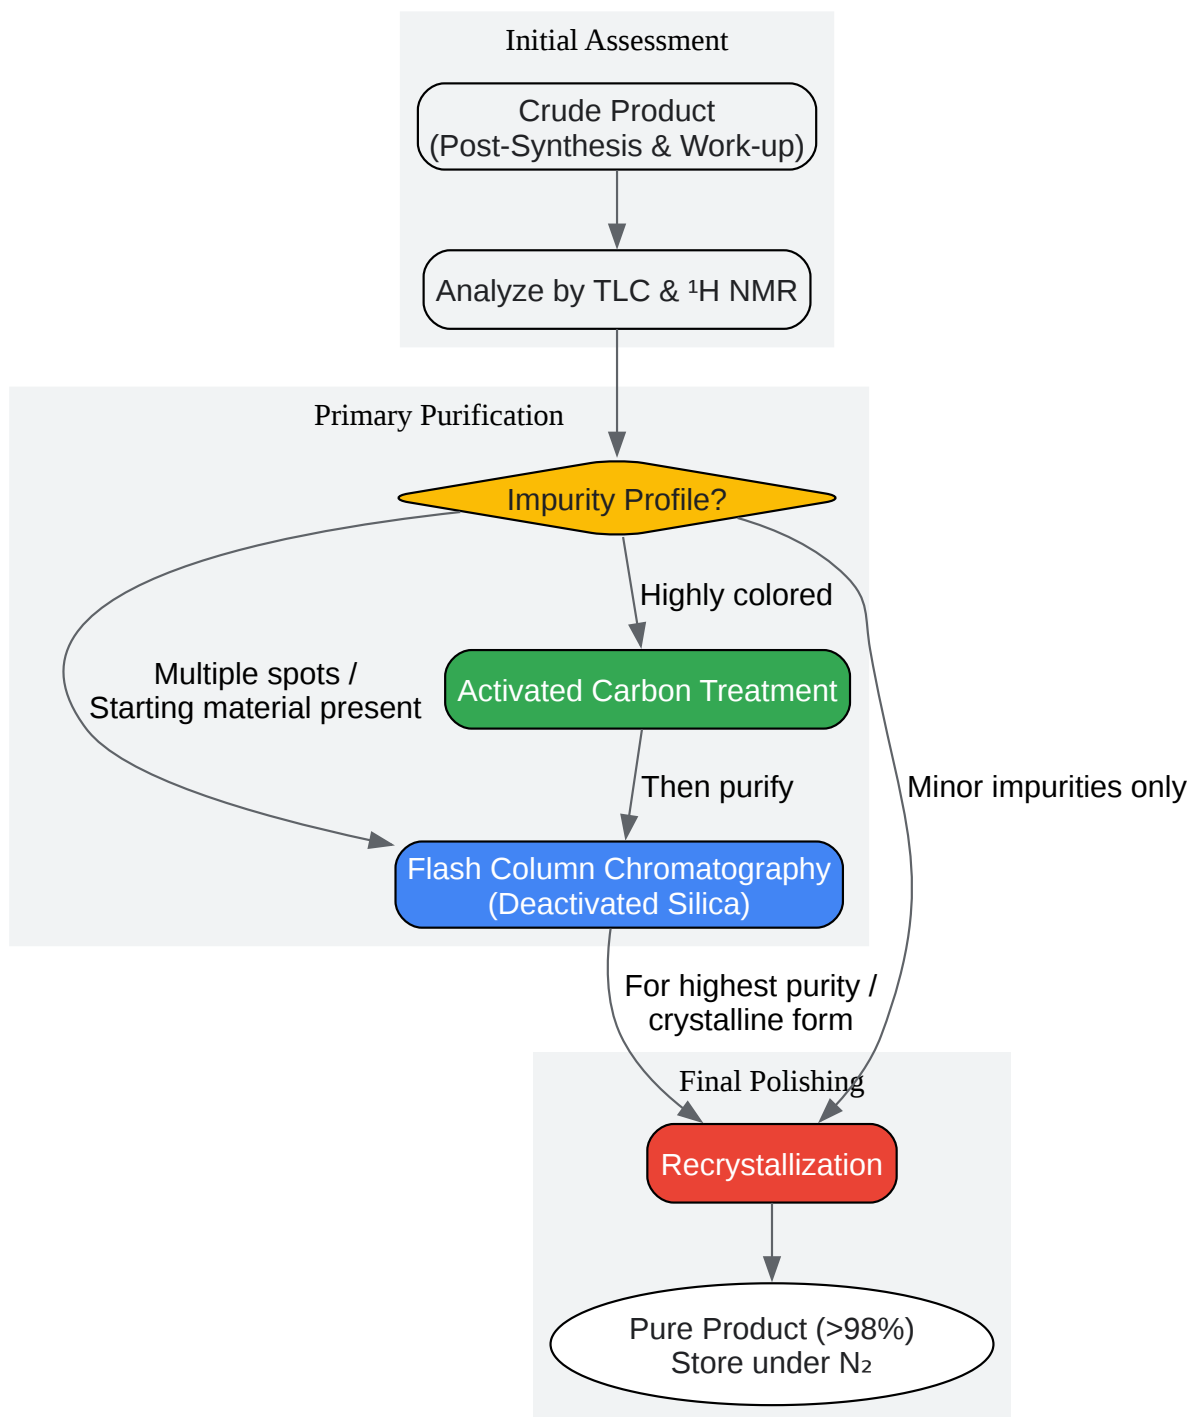 Initial Assessment
Crude Product
(Post-Synthesis & Work-up)
Analyze by TLC & ¹H NMR
Primary Purification
Impurity Profile?
Highly colored
Multiple spots /
Starting material present
Activated Carbon Treatment
Then purify
Minor impurities only
Flash Column Chromatography
(Deactivated Silica)
For highest purity /
crystalline form
Final Polishing
Recrystallization
Pure Product (>98%)
Store under N₂